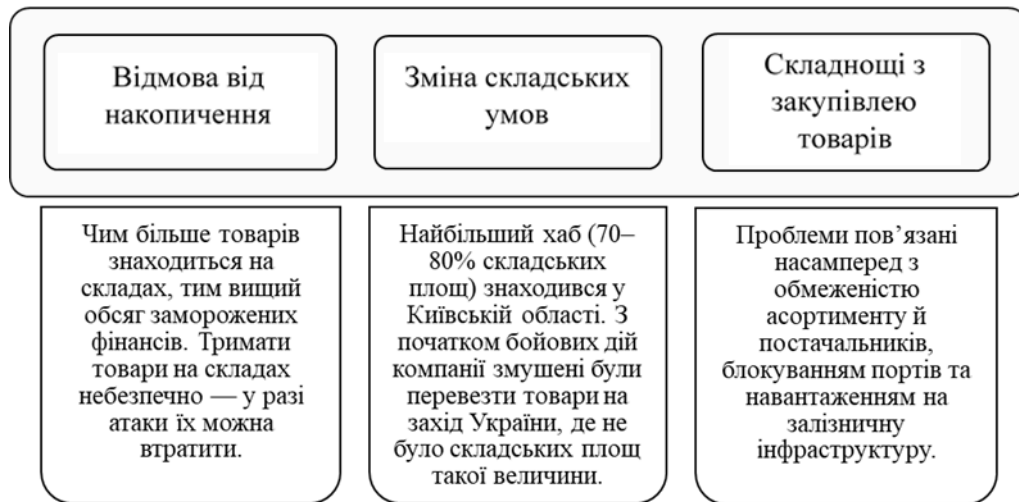 Відмова від
накопичення
Зміна складських
умов
Складнощі з
закупівлею
товарів
Чим більше товарів
знаходиться на
складах, тим вищий
обсяг заморожених
фінансів. Тримати
товари на складах
небезпечно — у разі
атаки їх можна
втратити.
Найбільший хаб (70–
80% складських
площ) знаходився у
Київській області. З
початком бойових дій
компанії змушені були
перевезти товари на
захід України, де не
було складських площ
такої величини.
Проблеми пов’язані
насамперед з
обмеженістю
асортименту й
постачальників,
блокуванням портів та
навантаженням на
залізничну
інфраструктуру.